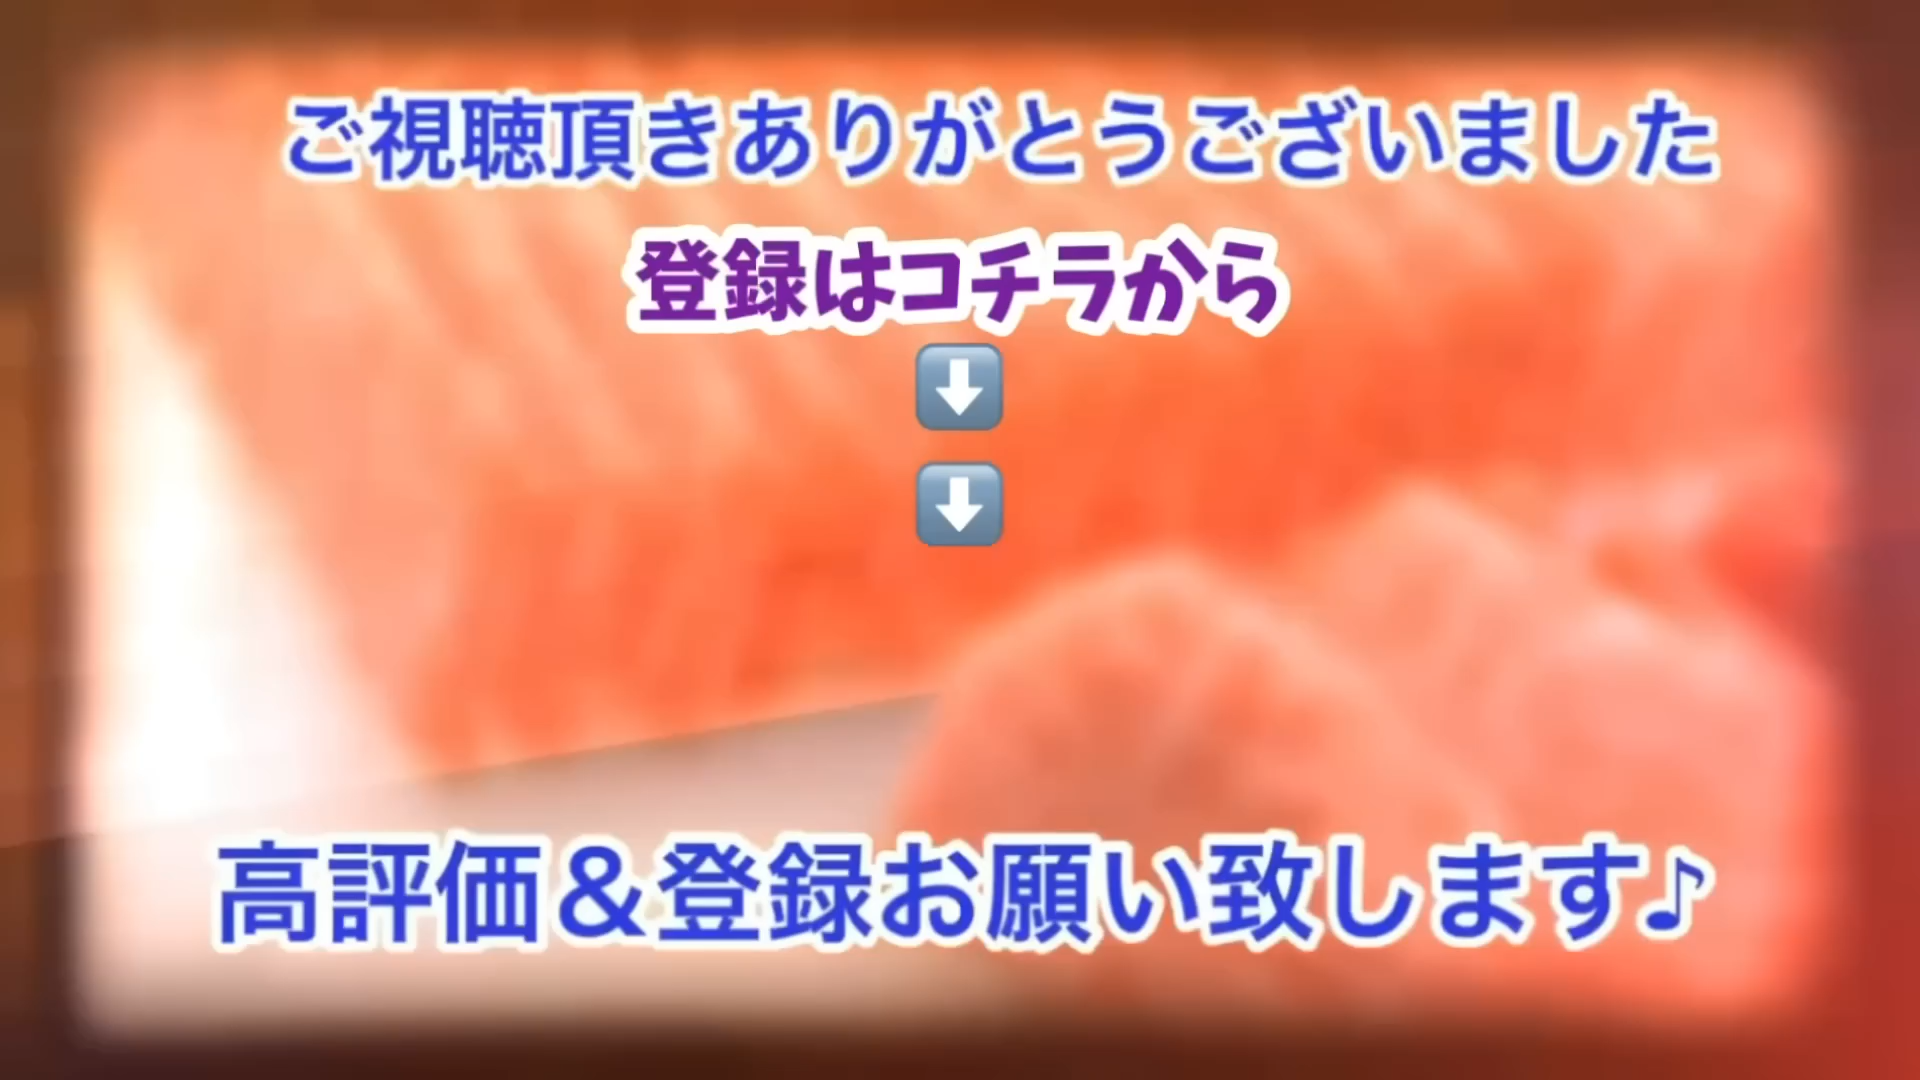 ご視聴頂きありがとうございました
登録はコチラから
⬇
⬇
高評価＆登録お願い致します♪